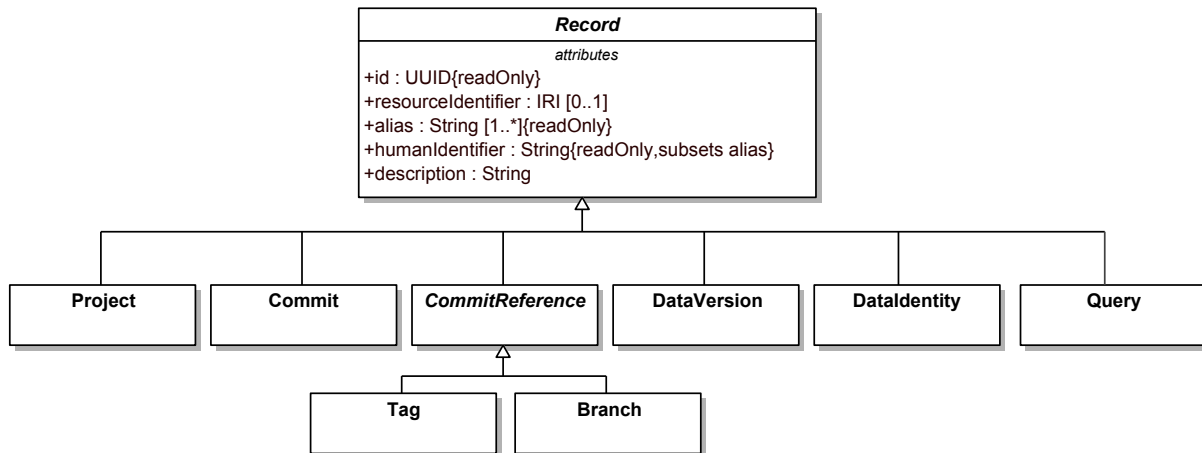 Record
attributes
+id : UUID{readOnly}
+resourceIdentifier : IRI [0..1]
+alias : String [1..*]{readOnly}
+humanIdentifier : String{readOnly,subsets alias}
+description : String
Project
Commit
CommitReference
DataVersion
DataIdentity
Query
Tag
Branch